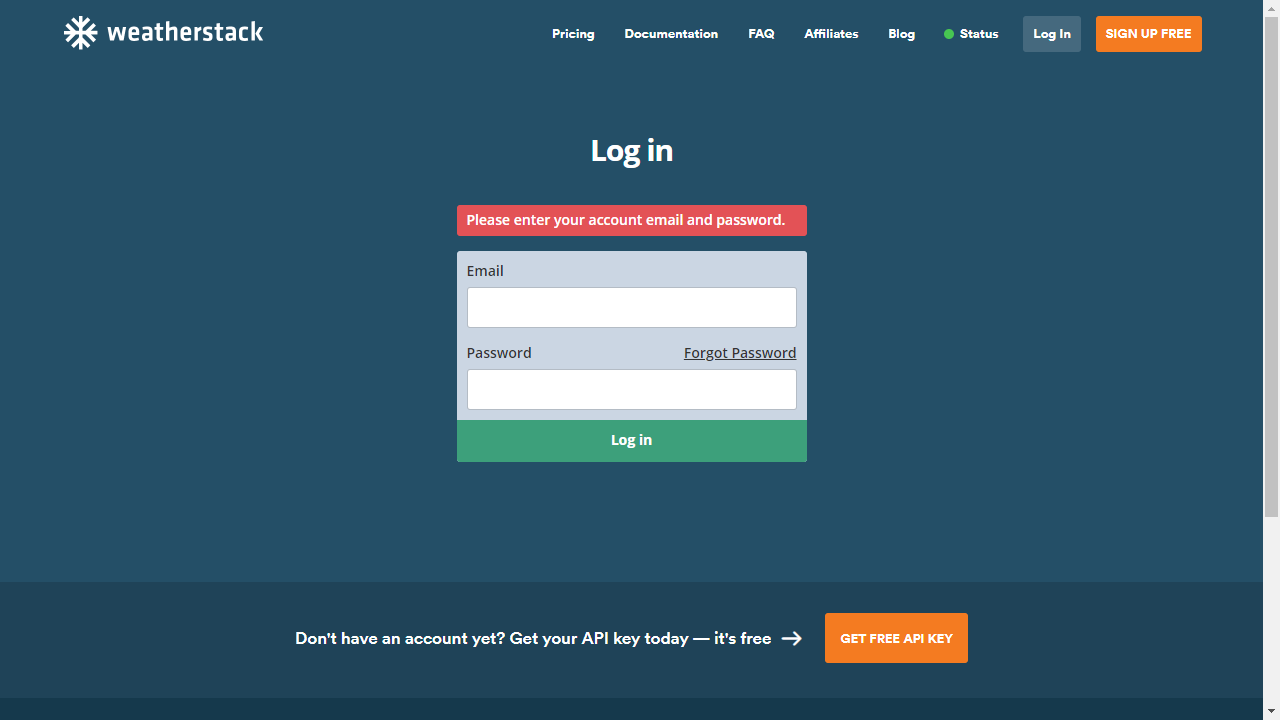 weatherstack
Pricing Documentation FAQ Affiliates Blog Status Log In SIGN UP FREE
Log in
Please enter your account email and password.
Email
Password Forgot Password
Log in
Don't have an account yet? Get your API key today — it's free → GET FREE API KEY